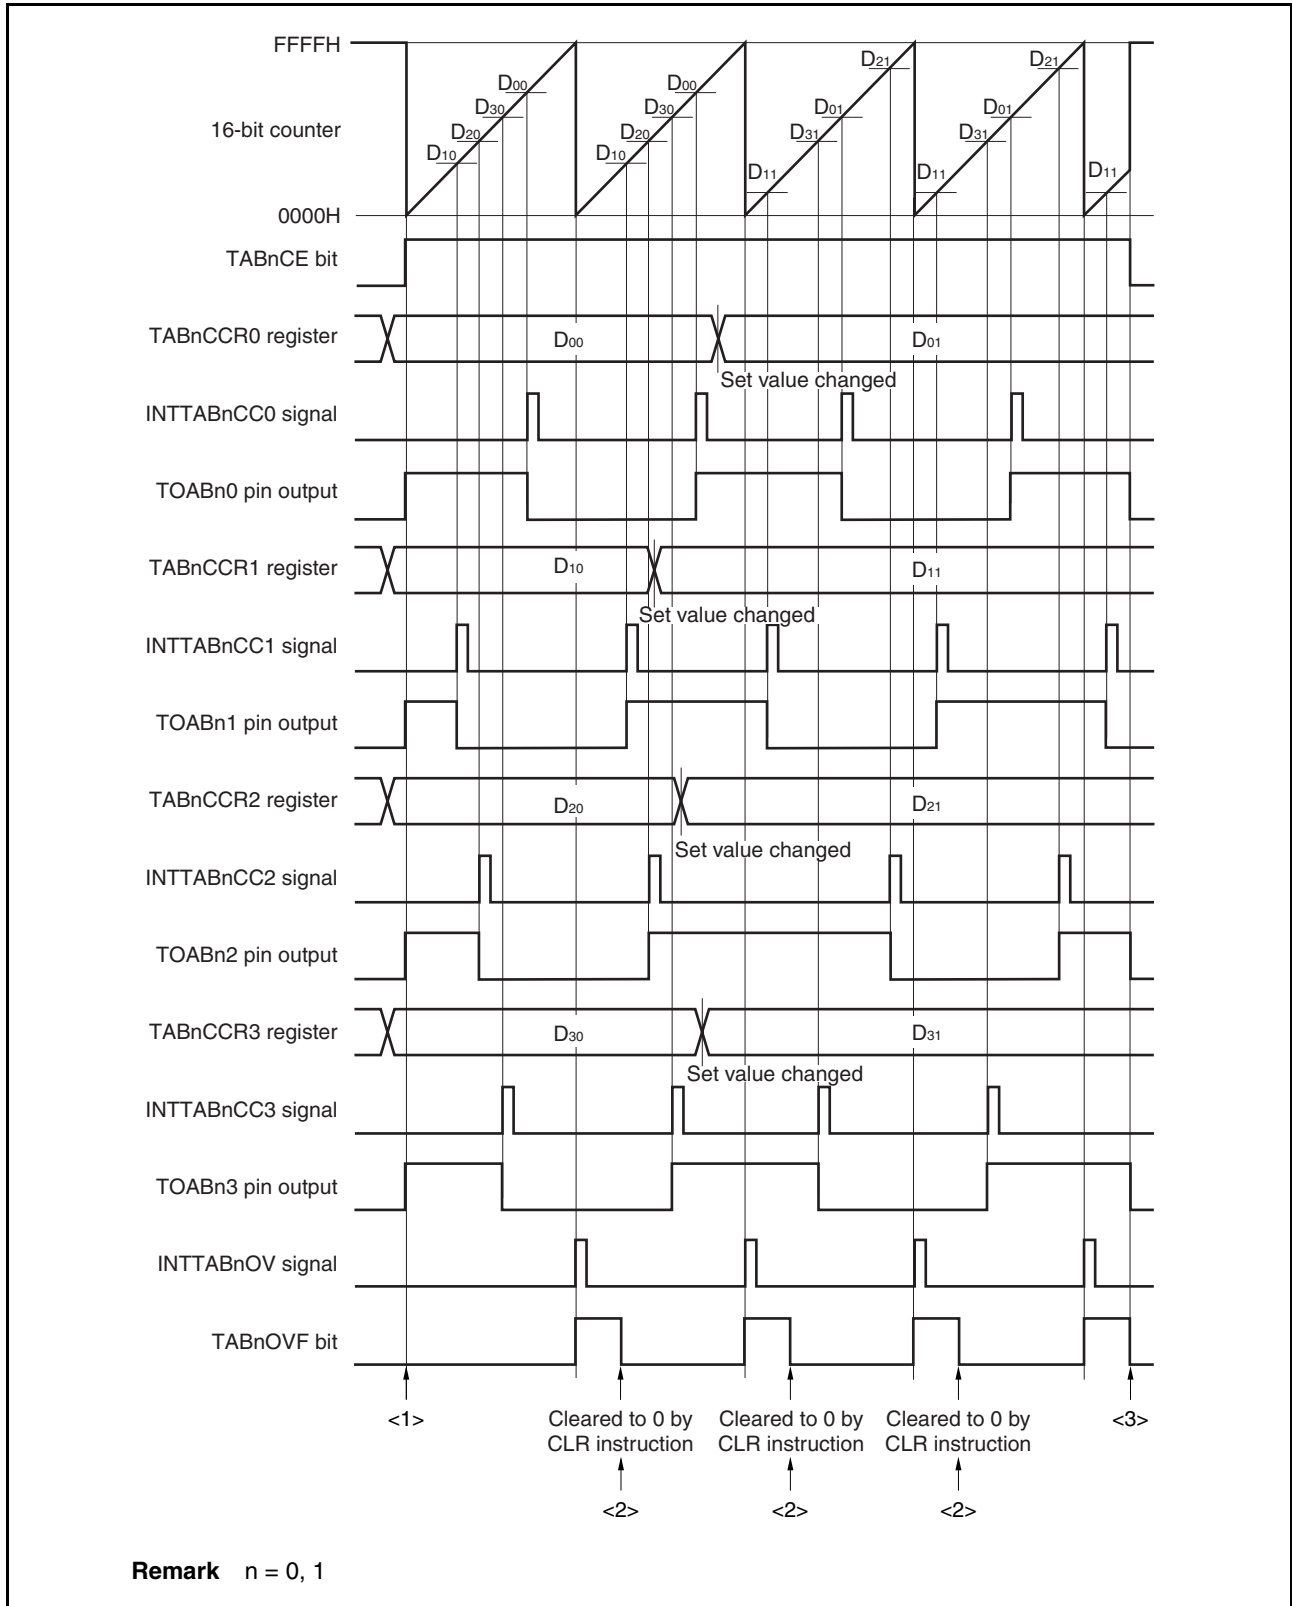 FFFFH
D00
D30
D20
D10
D00
D30
D20
D10
D21
D01
D31
D11
D21
D01
D31
D11
D11
16-bit counter
0000H
TABnCE bit
TABnCCR0 register
D00
D01
Set value changed
INTTABnCC0 signal
TOABn0 pin output
TABnCCR1 register
D10
D11
Set value changed
INTTABnCC1 signal
TOABn1 pin output
TABnCCR2 register
D20
D21
Set value changed
INTTABnCC2 signal
TOABn2 pin output
TABnCCR3 register
D30
D31
Set value changed
INTTABnCC3 signal
TOABn3 pin output
INTTABnOV signal
TABnOVF bit
<1>
Cleared to 0 by
CLR instruction
<2>
Cleared to 0 by
CLR instruction
<2>
Cleared to 0 by
CLR instruction
<2>
<3>
Remark n = 0, 1